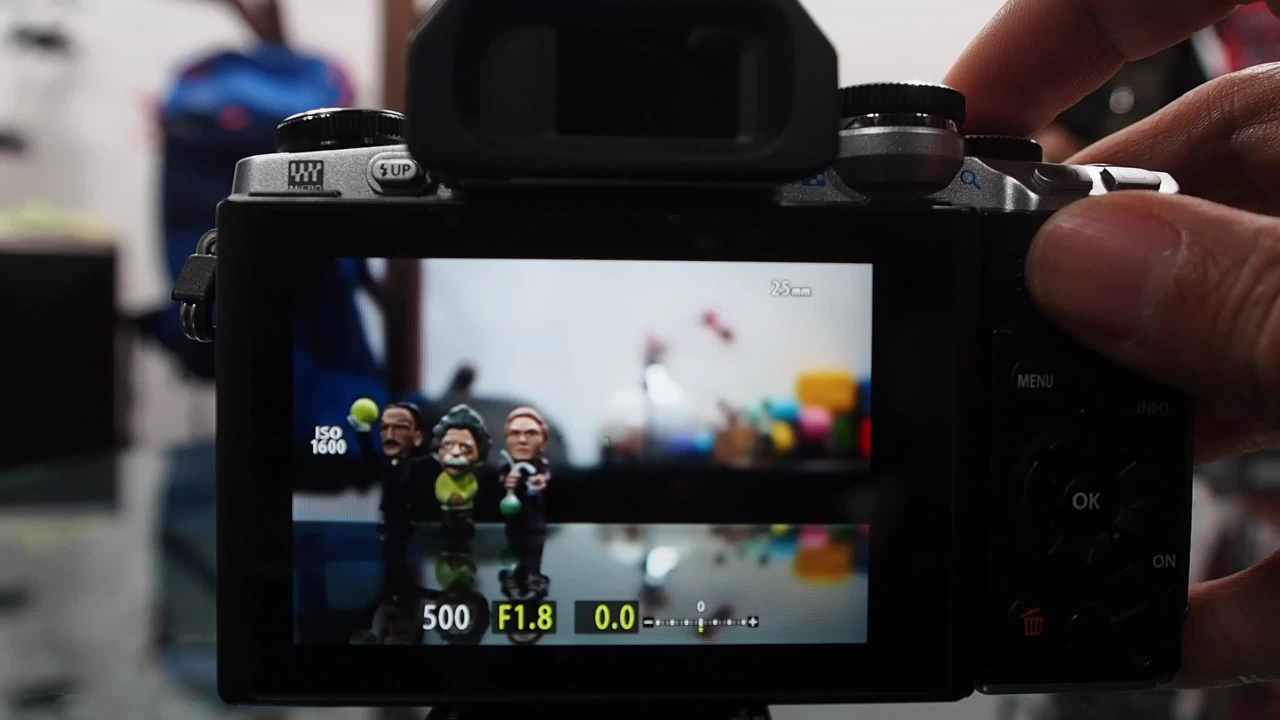 MICRO
UP
25mm
ISO
1600
500 F1.8 0.0
0
MENU
INFO
OK
ON